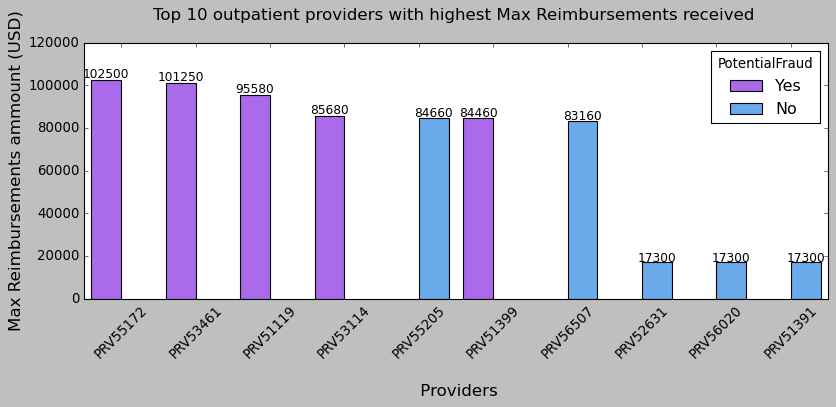 Top 10 outpatient providers with highest Max Reimbursements received
Max Reimbursements ammount (USD)
120000
100000
80000
60000
40000
20000
0
102500
101250
95580
85680
84660
84460
83160
17300
17300
17300
PotentialFraud
Yes
No
PRV55172
PRV53461
PRV51119
PRV53114
PRV55205
PRV51399
PRV56507
PRV52631
PRV56020
PRV51391
Providers